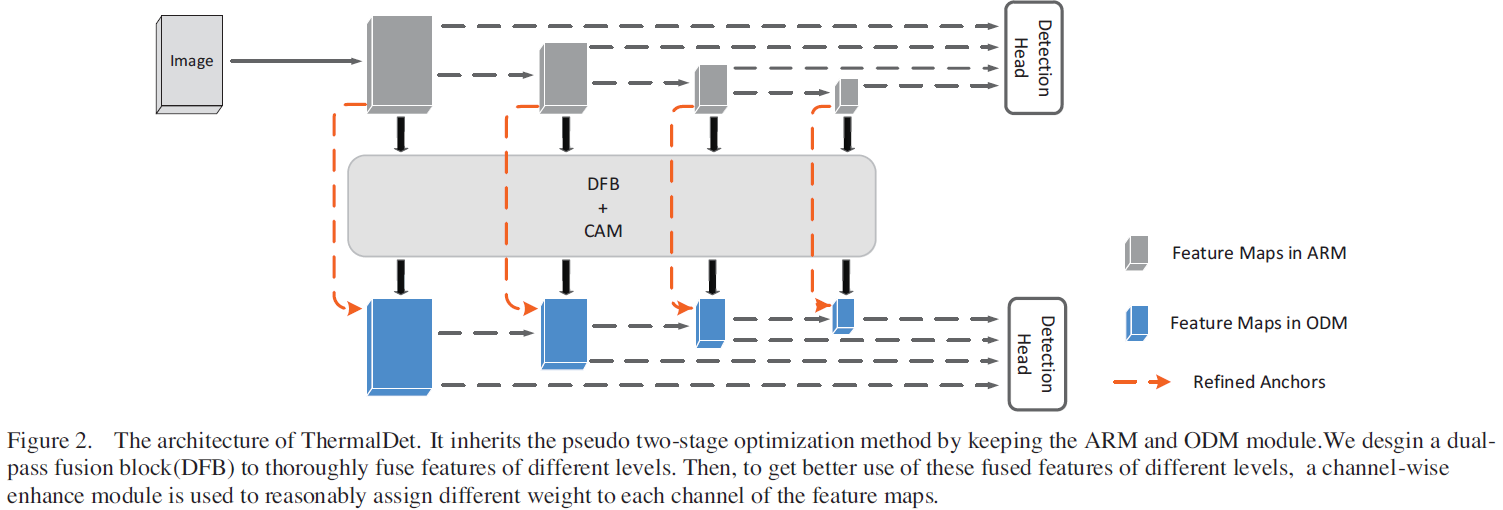 Image
Detection
Head
DFB
+
CAM
Feature Maps in ARM
Feature Maps in ODM
Detection
Head
Refined Anchors
Figure 2. The architecture of ThermalDet. It inherits the pseudo two-stage optimization method by keeping the ARM and ODM module.We desgin a dual-
pass fusion block(DFB) to thoroughly fuse features of different levels. Then, to get better use of these fused features of different levels, a channel-wise
enhance module is used to reasonably assign different weight to each channel of the feature maps.